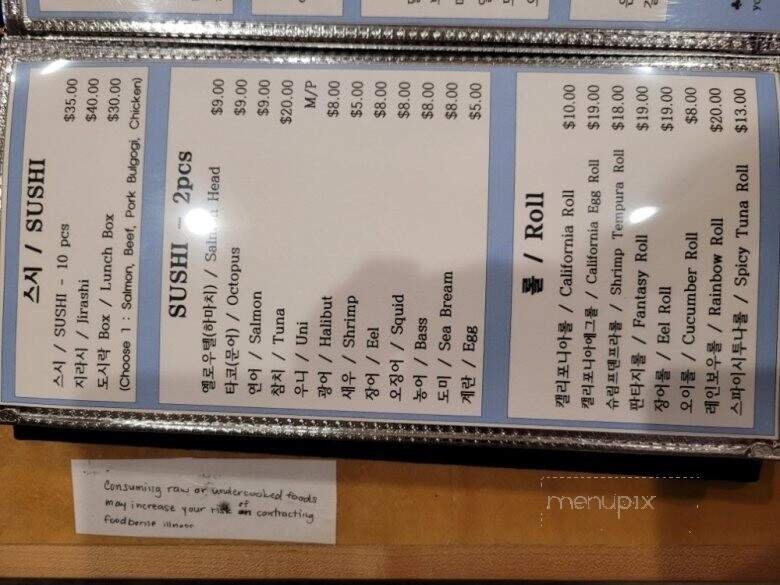 스시 / SUSHI
스시 / SUSHI - 10 pcs $35.00
지라시 / Jirashi $40.00
도시락 Box / Lunch Box $30.00
(Choose 1 : Salmon, Beef, Pork Bulgogi, Chicken)
SUSHI - 2pcs
옐로우텔(하마치) / Salmon Head $9.00
타코(문어) / Octopus $9.00
연어 / Salmon $9.00
참치 / Tuna $20.00
우니 / Uni M/P
광어 / Halibut $8.00
새우 / Shrimp $5.00
장어 / Eel $8.00
오징어 / Squid $8.00
농어 / Bass $8.00
도미 / Sea Bream $8.00
계란 / Egg $5.00
롤 / Roll
캘리포니아롤 / California Roll $10.00
캘리포니아에그롤 / California Egg Roll $19.00
슈림프덴프라롤 / Shrimp Tempura Roll $18.00
판타지롤 / Fantasy Roll $19.00
장어롤 / Eel Roll $19.00
오이롤 / Cucumber Roll $8.00
레인보우롤 / Rainbow Roll $20.00
스파이시투나롤 / Spicy Tuna Roll $13.00
Consuming raw or undercooked foods
may increase your risk of contracting
foodborne illness
menupix